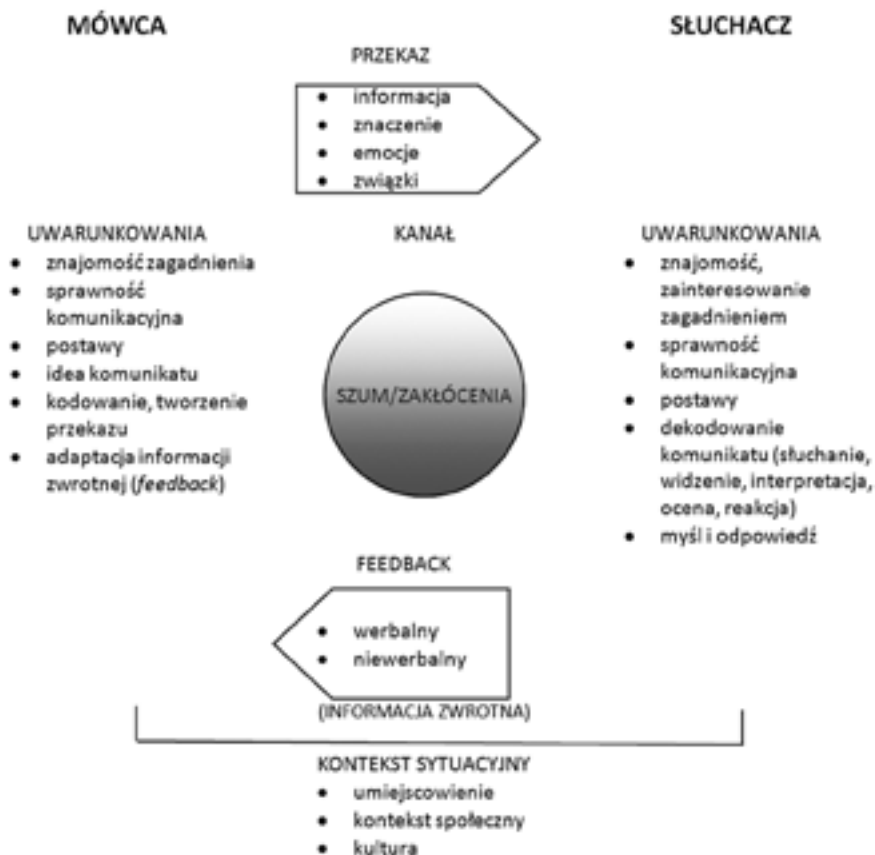 MÓWCA
SŁUCHACZ
PRZEKAZ
• informacja
• znaczenie
• emocje
• związki
UWARUNKOWANIA
• znajomość zagadnienia
• sprawność
komunikacyjna
• postawy
• idea komunikatu
• kodowanie, tworzenie
przekazu
• adaptacja informacji
zwrotnej (feedback)
KANAŁ
SZUM/ZAKŁÓCENIA
UWARUNKOWANIA
• znajomość,
zainteresowanie
zagadnieniem
• sprawność
komunikacyjna
• postawy
• dekodowanie
komunikatu (słuchanie,
widzenie, interpretacja,
ocena, reakcja)
• myśl i odpowiedź
FEEDBACK
• werbalny
• niewerbalny
(INFORMACJA ZWROTNA)
KONTEKST SYTUACYJNY
• umiejscowienie
• kontekst społeczny
• kultura